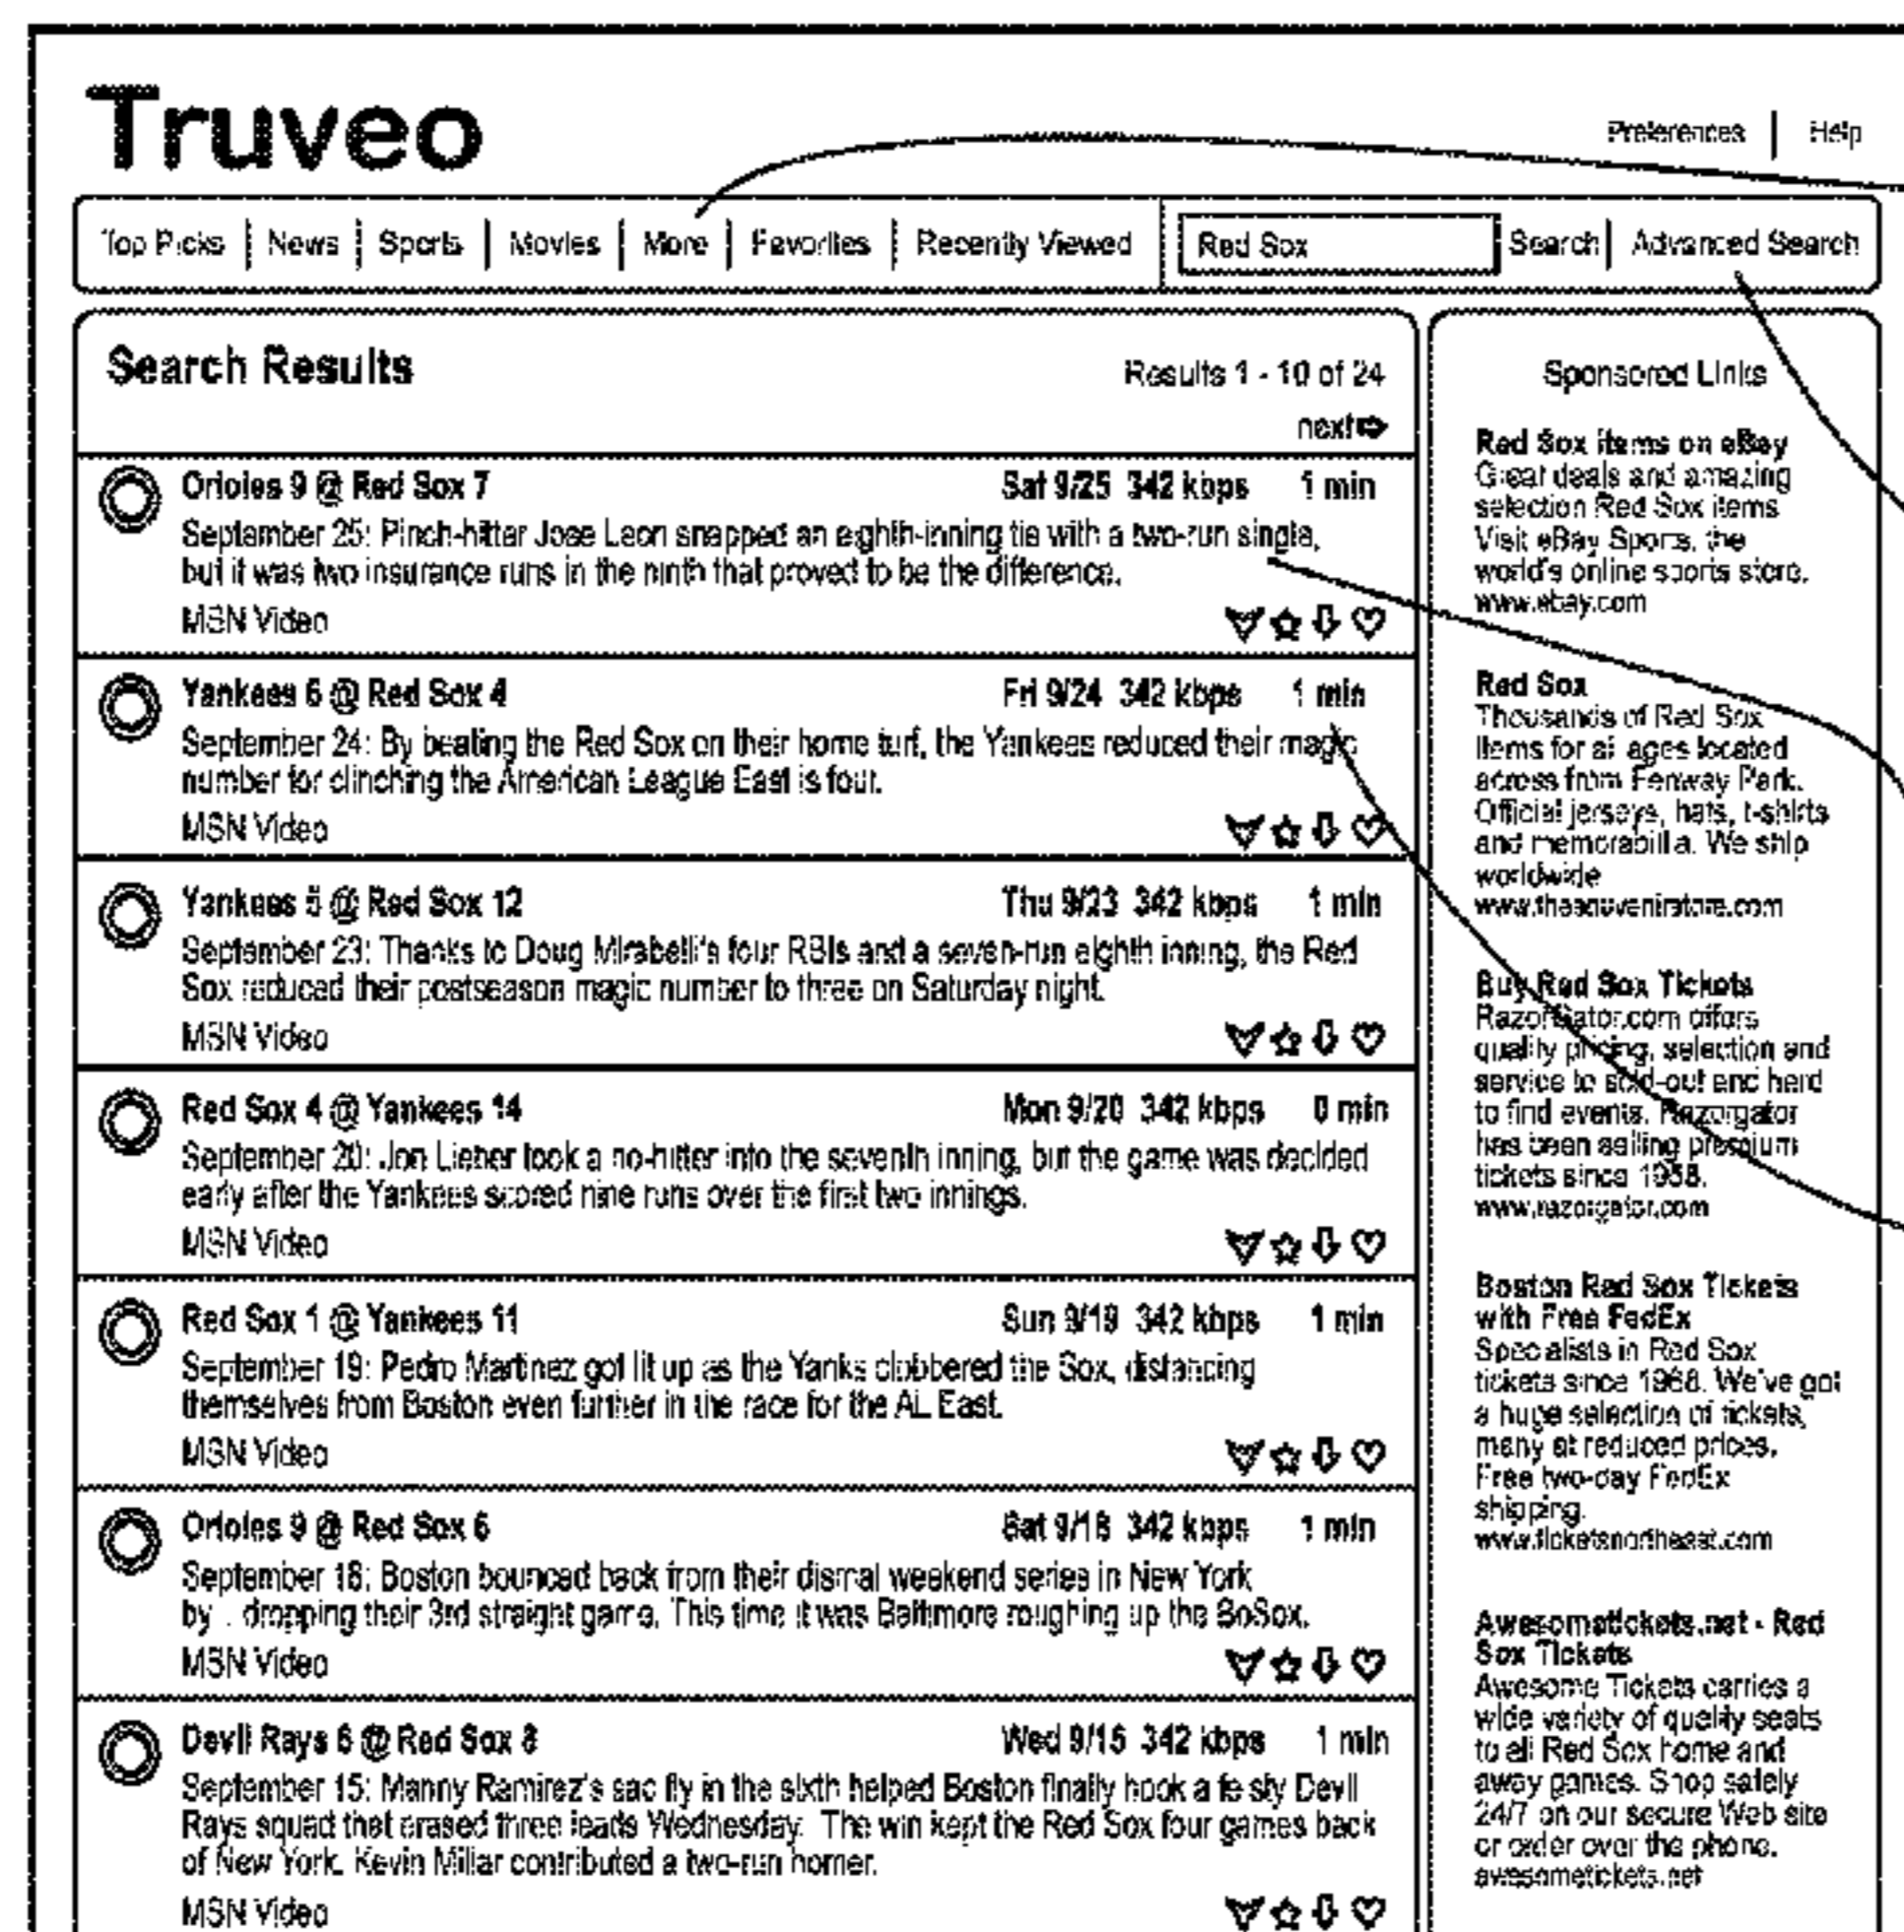 Truveo
Preferences | Help
Top Picks | News | Sports | Movies | More | Favorites | Recently Viewed | Red Sox Search | Advanced Search
Search Results
Results 1 - 10 of 24
next
Orioles 9 @ Red Sox 7 Sat 9/25 342 kbps 1 min
September 25: Pinch-hitter Jose Leon snapped an eighth-inning tie with a two-run single,
but it was two insurance runs in the ninth that proved to be the difference.
MSN Video
Yankees 6 @ Red Sox 4 Fri 9/24 342 kbps 1 min
September 24: By beating the Red Sox on their home turf, the Yankees reduced their magic
number for clinching the American League East is four.
MSN Video
Yankees 5 @ Red Sox 12 Thu 9/23 342 kbps 1 min
September 23: Thanks to Doug Mirabelli's four RBIs and a seven-run eighth inning, the Red
Sox reduced their postseason magic number to three on Saturday night.
MSN Video
Red Sox 4 @ Yankees 14 Mon 9/20 342 kbps 0 min
September 20: Jon Lieber took a no-hitter into the seventh inning, but the game was decided
early after the Yankees scored nine runs over the first two innings.
MSN Video
Red Sox 1 @ Yankees 11 Sun 9/19 342 kbps 1 min
September 19: Pedro Martinez got lit up as the Yanks clobbered the Sox, distancing
themselves from Boston even further in the race for the AL East.
MSN Video
Orioles 9 @ Red Sox 6 Sat 9/18 342 kbps 1 min
September 18: Boston bounced back from their dismal weekend series in New York
by . dropping their 3rd straight game. This time it was Baltimore roughing up the BoSox.
MSN Video
Devil Rays 6 @ Red Sox 8 Wed 9/15 342 kbps 1 min
September 15: Manny Ramirez's sac fly in the sixth helped Boston finally hook a feisty Devil
Rays squad that erased three leads Wednesday. The win kept the Red Sox four games back
of New York. Kevin Millar contributed a two-run homer.
MSN Video
Sponsored Links
Red Sox items on eBay
Great deals and amazing
selection Red Sox items
Visit eBay Sports, the
world's online sports store.
www.ebay.com
Red Sox
Thousands of Red Sox
items for all ages located
across from Fenway Park.
Official jerseys, hats, t-shirts
and memorabilia. We ship
worldwide
www.thesouvenirstore.com
Buy Red Sox Tickets
RazorGator.com offers
quality pricing, selection and
service to sold-out and hard
to find events. Razorgator
has been selling premium
tickets since
www.razorgator.com
Boston Red Sox Tickets
with Free FedEx
Specialists in Red Sox
tickets since 1968. We've got
a huge selection of tickets,
many at reduced prices.
Free two-day FedEx
shipping.
www.ticketsnortheast.com
Awesometickets.net - Red
Sox Tickets
Awesome Tickets carries a
wide variety of quality seats
to all Red Sox home and
away games. Shop safely
24/7 on our secure Web site
or order over the phone.
awesometickets.net